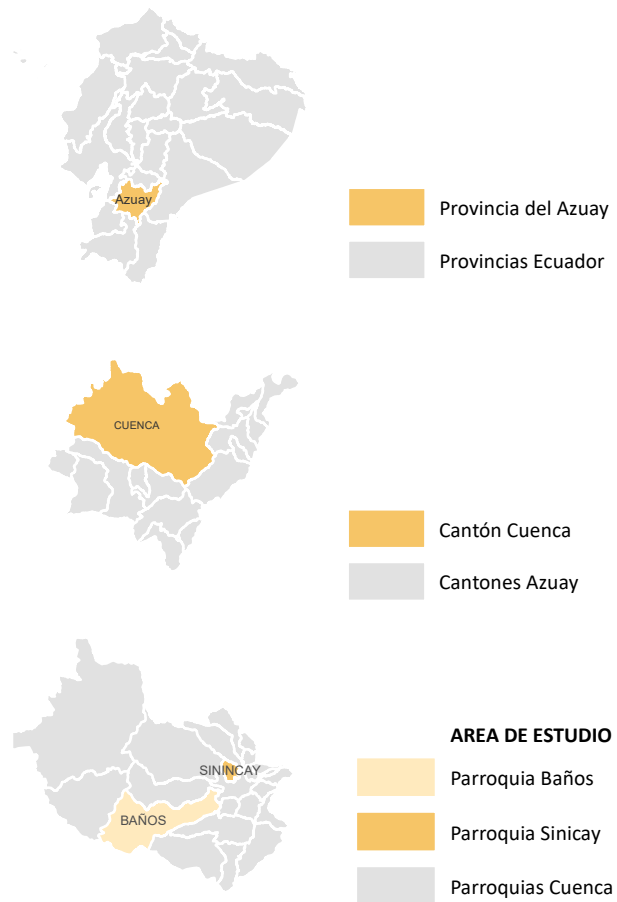 Azuay
Provincia del Azuay
Provincias Ecuador
CUENCA
Cantón Cuenca
Cantones Azuay
AREA DE ESTUDIO
SININCAY
Parroquia Baños
BAÑOS
Parroquia Sinicay
Parroquias Cuenca